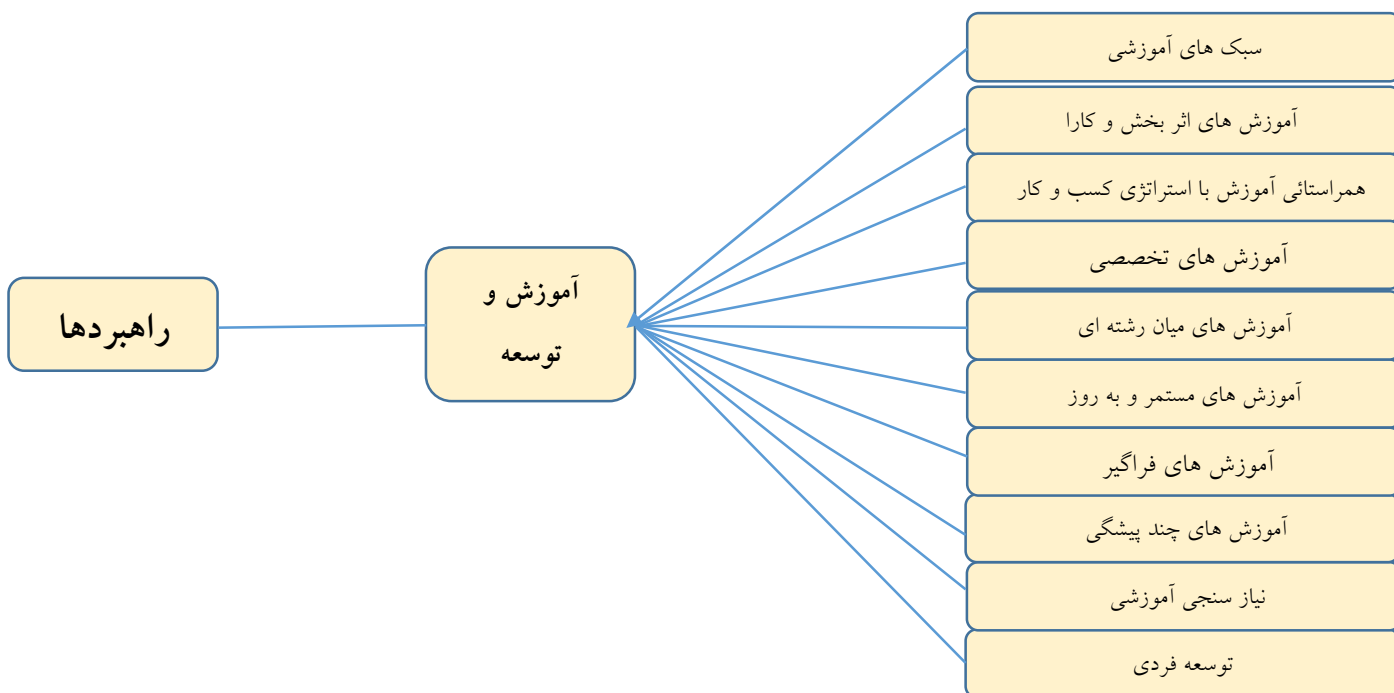 سبک های آموزشی
آموزش های اثر بخش و کارا
همراستائی آموزش با استراتژی کسب و کار
آموزش های تخصصی
آموزش های میان رشته ای
آموزش های مستمر و به روز
آموزش های فراگیر
آموزش های چند پیشگی
نیاز سنجی آموزشی
توسعه فردی
آموزش و
توسعه
راهبردها